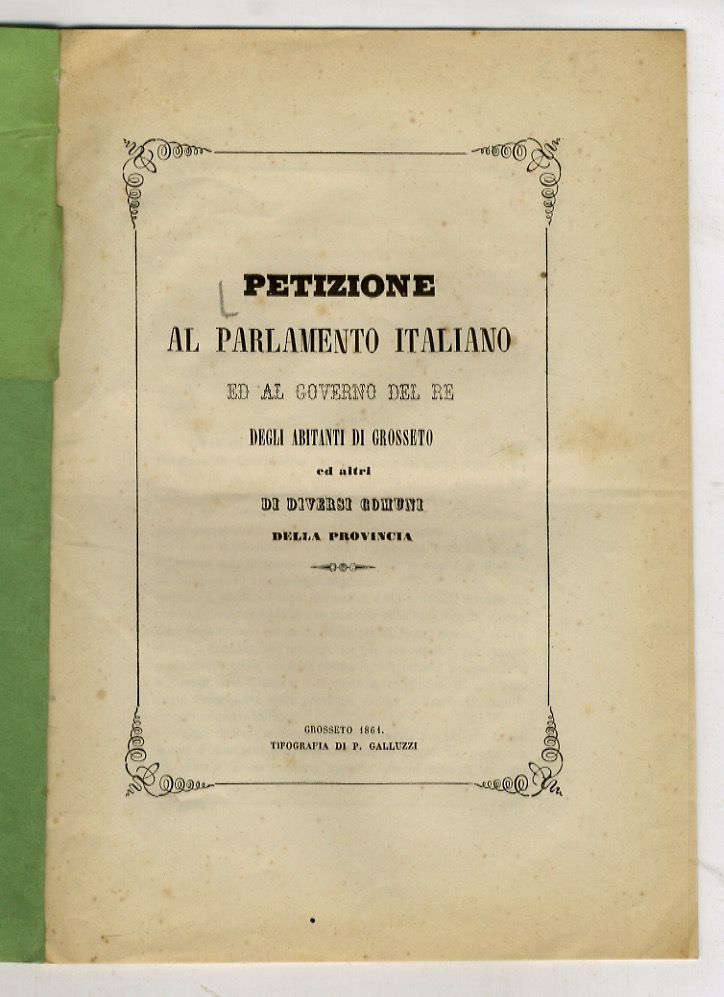 PETIZIONE
AL PARLAMENTO ITALIANO
ED AL GOVERNO DEL RE
DEGLI ABITANTI DI GROSSETO
ed altri
DI DIVERSI COMUNI
DELLA PROVINCIA
GROSSETO 1861.
TIPOGRAFIA DI P. GALLUZZI